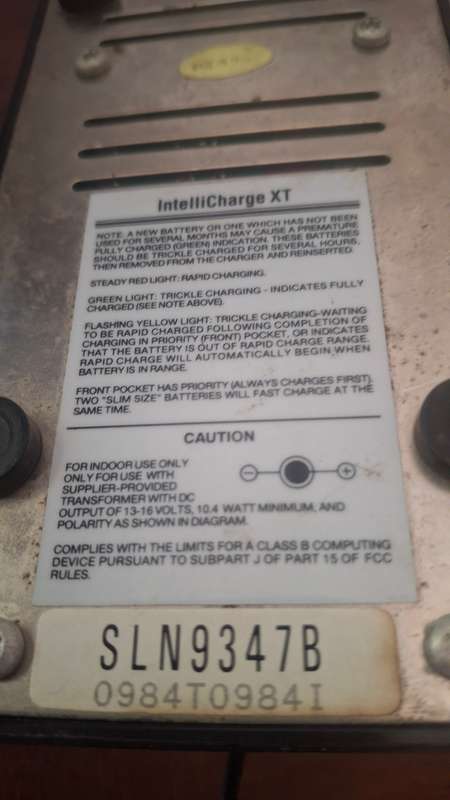 IntelliCharge XT
NOTE: A NEW BATTERY OR ONE WHICH HAS NOT BEEN
USED FOR SEVERAL MONTHS MAY CAUSE A PREMATURE
FULLY CHARGED (GREEN) INDICATION. THESE BATTERIES
SHOULD BE TRICKLE CHARGED FOR SEVERAL HOURS,
THEN REMOVED FROM THE CHARGER AND REINSERTED.
STEADY RED LIGHT: RAPID CHARGING.
GREEN LIGHT: TRICKLE CHARGING - INDICATES FULLY
CHARGED (SEE NOTE ABOVE).
FLASHING YELLOW LIGHT: TRICKLE CHARGING-WAITING
TO BE RAPID CHARGED FOLLOWING COMPLETION OF
CHARGING IN PRIORITY (FRONT) POCKET, OR INDICATES
THAT THE BATTERY IS OUT OF RAPID CHARGE RANGE.
RAPID CHARGE WILL AUTOMATICALLY BEGIN WHEN
BATTERY IS IN RANGE.
FRONT POCKET HAS PRIORITY (ALWAYS CHARGES FIRST).
TWO "SLIM SIZE" BATTERIES WILL FAST CHARGE AT THE
SAME TIME.
CAUTION
FOR INDOOR USE ONLY
ONLY FOR USE WITH
SUPPLIER-PROVIDED
TRANSFORMER WITH DC
OUTPUT OF 13-16 VOLTS, 10.4 WATT MINIMUM, AND
POLARITY AS SHOWN IN DIAGRAM.
COMPLIES WITH THE LIMITS FOR A CLASS B COMPUTING
DEVICE PURSUANT TO SUBPART J OF PART 15 OF FCC
RULES.
SLN9347B
0984T0984I